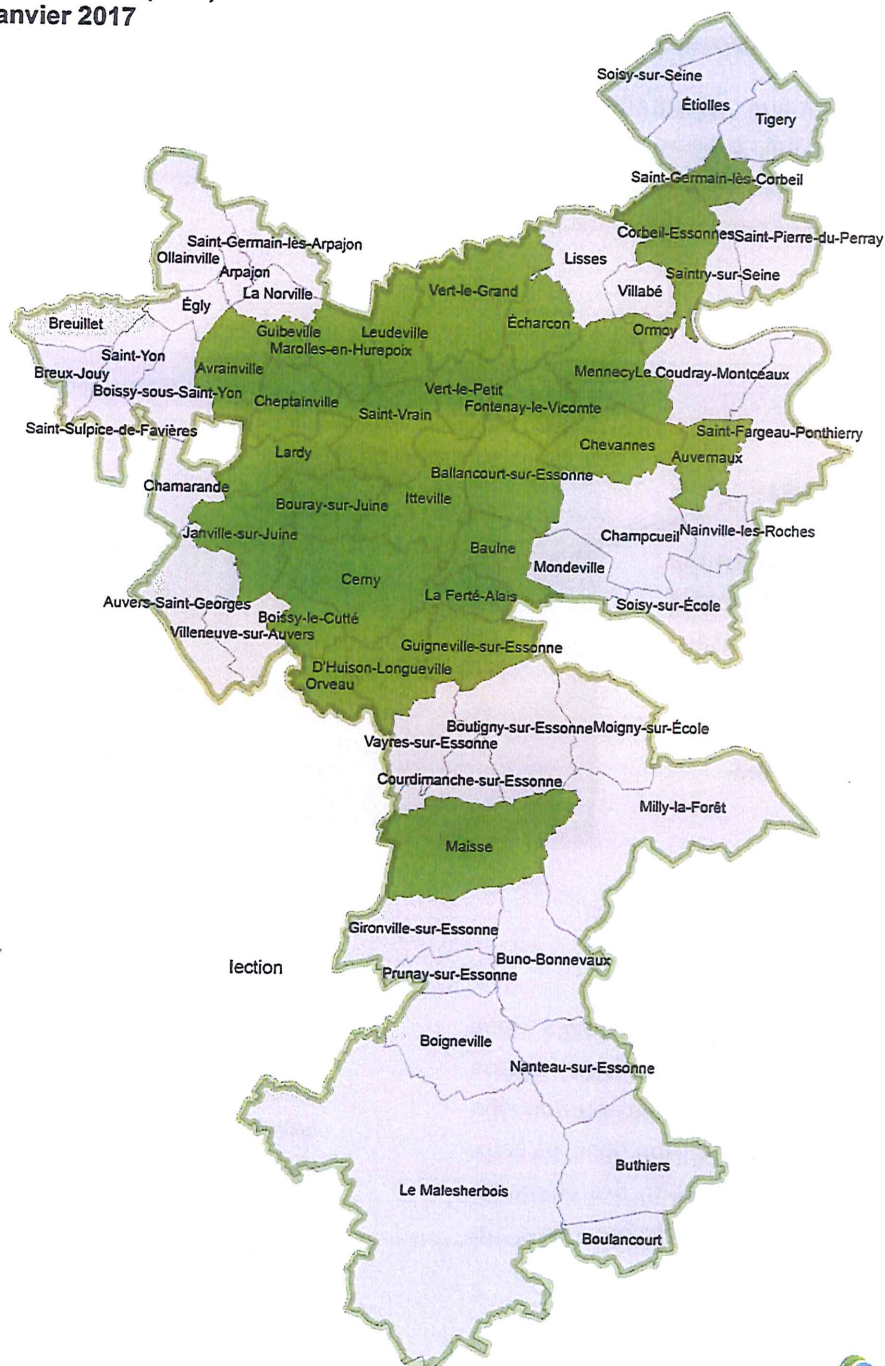 anvier 2017
Soisy-sur-Seine
Étiolles
Tigery
Saint-Germain-lès-Corbeil
Saint-Germain-lès-Arpajon
Ollainville
Arpajon
La Norville
Corbeil-Essonnes
Saint-Pierre-du-Perray
Lisses
Saintry-sur-Seine
Villabé
Vert-le-Grand
Égly
Breuillet
Guibeville
Leudeville
Écharcon
Ormoy
Marolles-en-Hurepoix
Saint-Yon
Breux-Jouy
Avrainville
Mennecy
Le Coudray-Montceaux
Boissy-sous-Saint-Yon
Cheptainville
Vert-le-Petit
Saint-Vrain
Fontenay-le-Vicomte
Saint-Sulpice-de-Favières
Saint-Fargeau-Ponthierry
Chevannes
Lardy
Auvernaux
Ballancourt-sur-Essonne
Chamarande
Bouray-sur-Juine
Itteville
Janville-sur-Juine
Champcueil
Nainville-les-Roches
Baulne
Mondeville
Cerny
La Ferté-Alais
Auvers-Saint-Georges
Soisy-sur-École
Boissy-le-Cutté
Villeneuve-sur-Auvers
Guigneville-sur-Essonne
D'Huison-Longueville
Orveau
Boutigny-sur-Essonne
Moigny-sur-École
Vayres-sur-Essonne
Courdimanche-sur-Essonne
Milly-la-Forêt
Maisse
Gironville-sur-Essonne
Buno-Bonnevaux
lection
Prunay-sur-Essonne
Boigneville
Nanteau-sur-Essonne
Buthiers
Le Malesherbois
Boulancourt